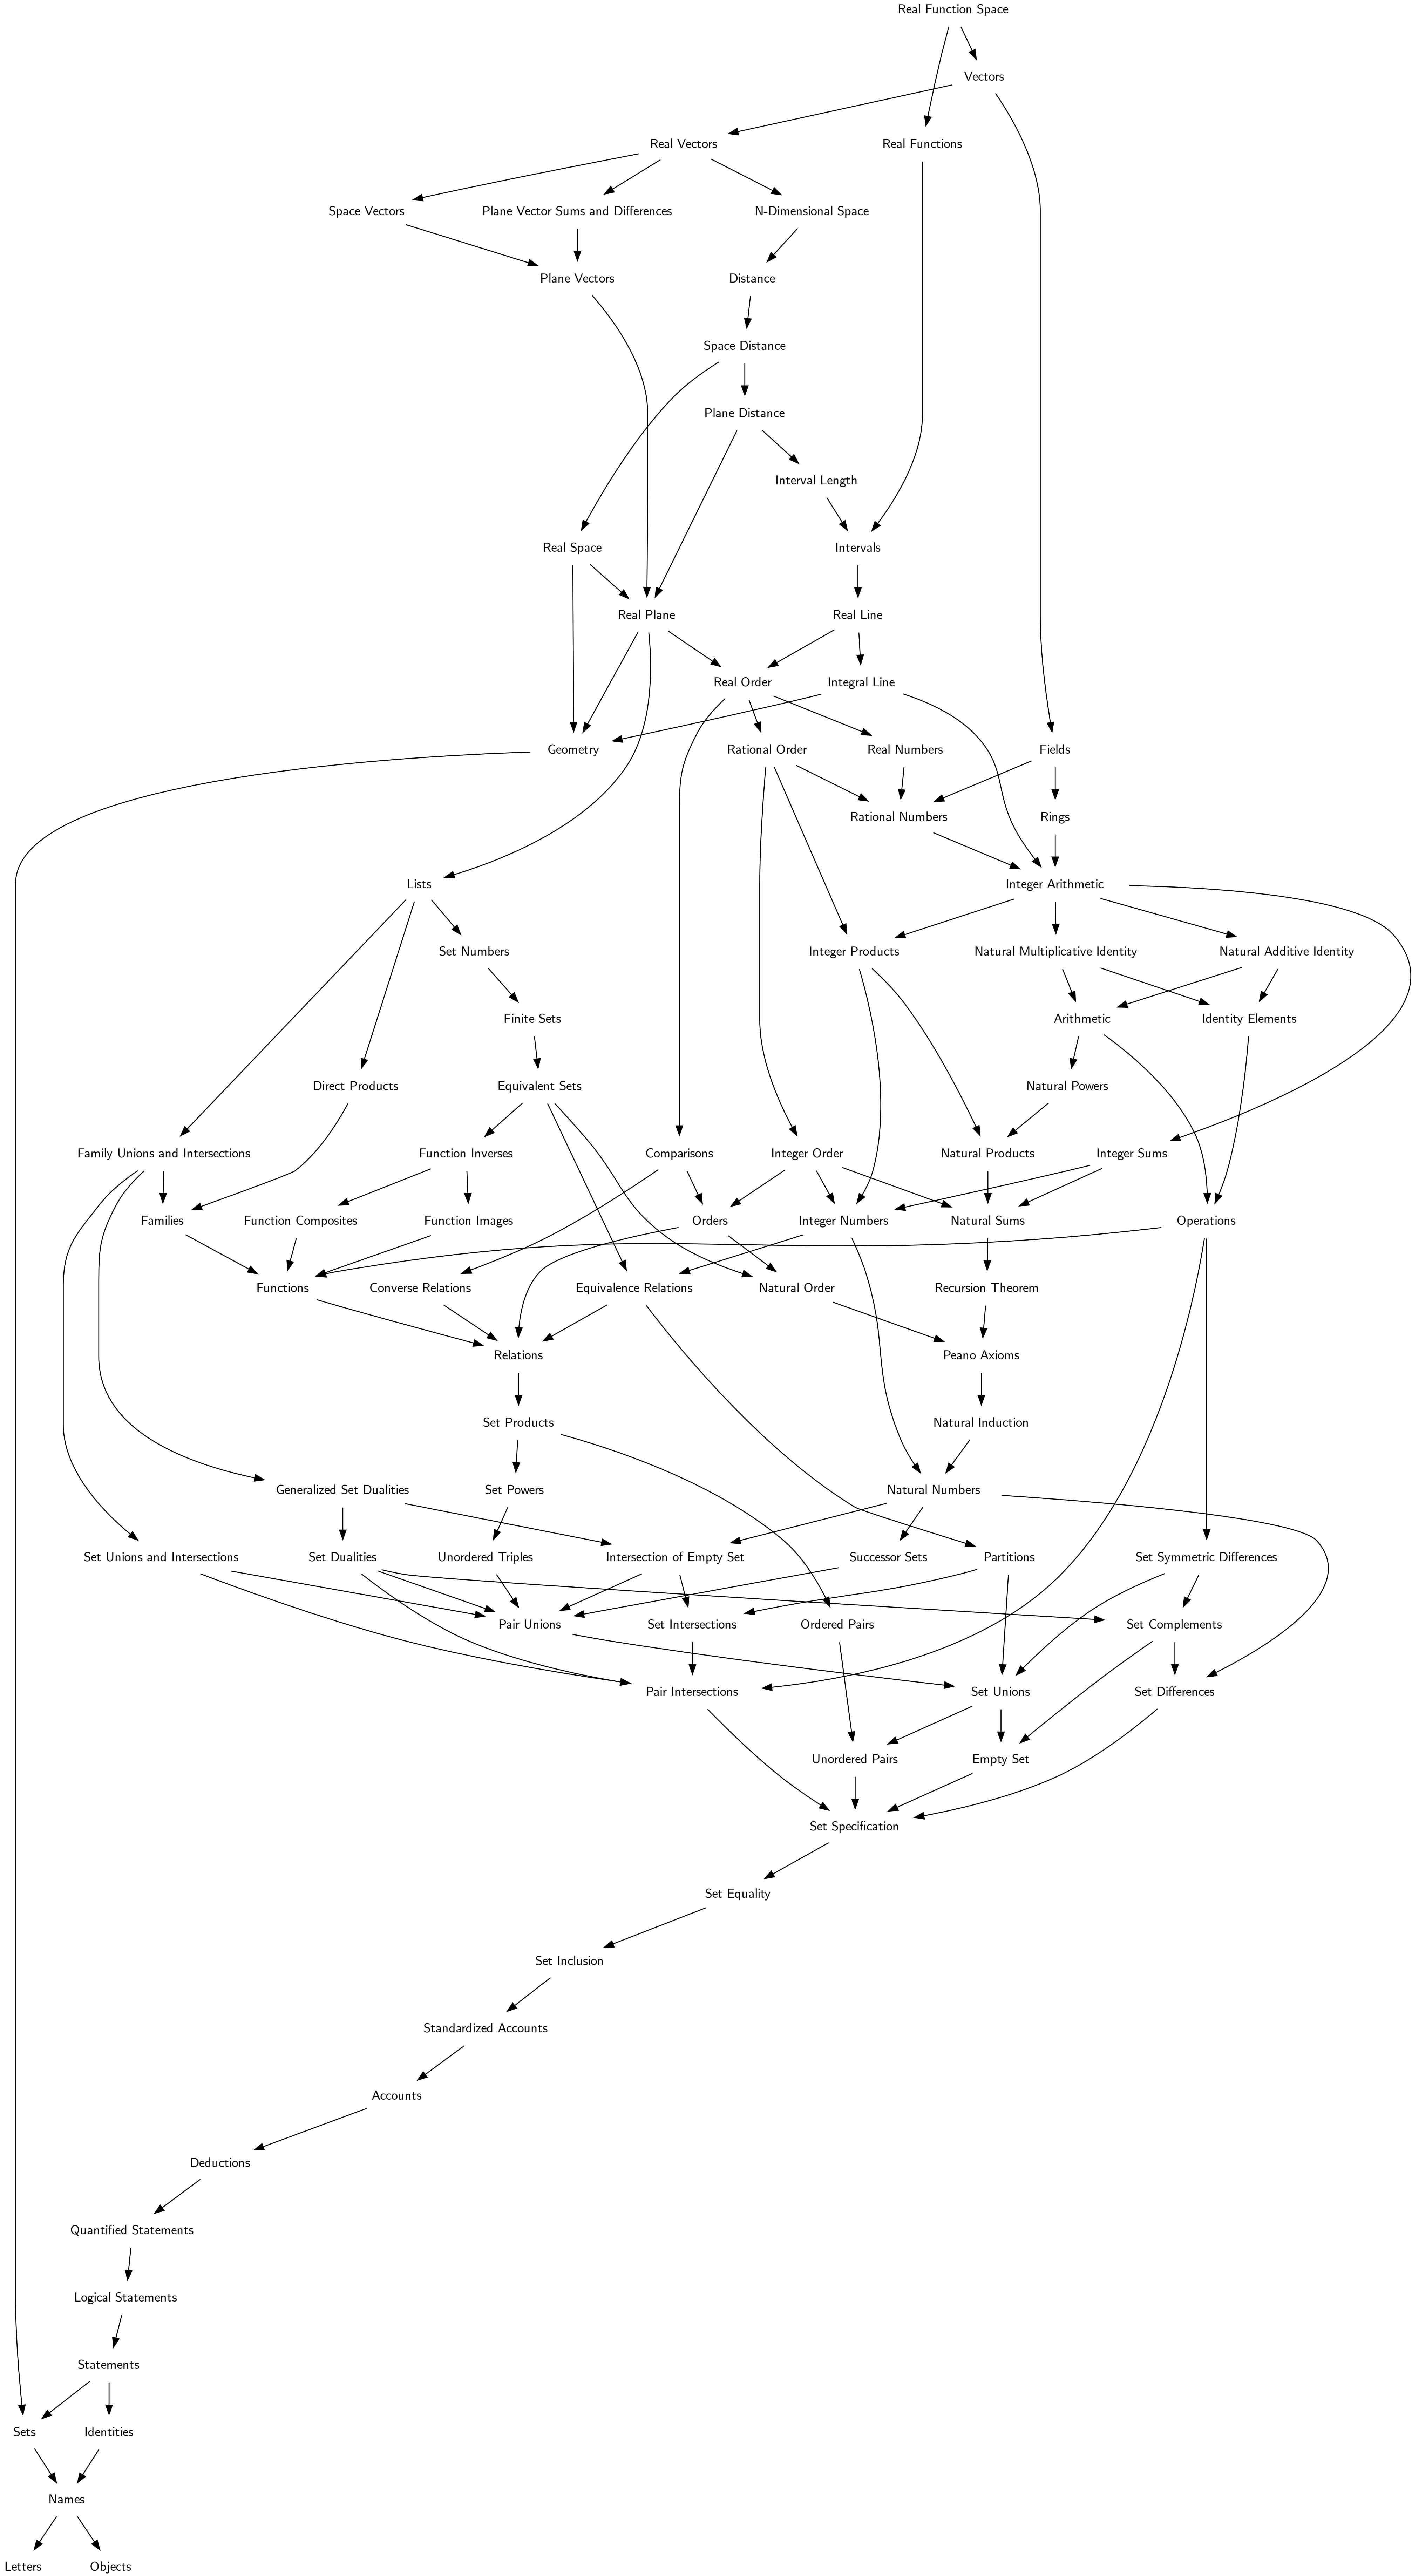 Real Function Space
Vectors
Real Vectors
Real Functions
Space Vectors
Plane Vector Sums and Differences
N-Dimensional Space
Plane Vectors
Distance
Space Distance
Plane Distance
Interval Length
Real Space
Intervals
Real Plane
Real Line
Real Order
Integral Line
Geometry
Rational Order
Real Numbers
Fields
Rational Numbers
Rings
Lists
Integer Arithmetic
Set Numbers
Integer Products
Natural Multiplicative Identity
Natural Additive Identity
Finite Sets
Arithmetic
Identity Elements
Direct Products
Equivalent Sets
Natural Powers
Family Unions and Intersections
Function Inverses
Comparisons
Integer Order
Natural Products
Integer Sums
Families
Function Composites
Function Images
Orders
Integer Numbers
Natural Sums
Operations
Functions
Converse Relations
Equivalence Relations
Natural Order
Recursion Theorem
Relations
Peano Axioms
Set Products
Natural Induction
Generalized Set Dualities
Set Powers
Natural Numbers
Set Unions and Intersections
Set Dualities
Unordered Triples
Intersection of Empty Set
Successor Sets
Partitions
Set Symmetric Differences
Pair Unions
Set Intersections
Ordered Pairs
Set Complements
Pair Intersections
Set Unions
Set Differences
Unordered Pairs
Empty Set
Set Specification
Set Equality
Set Inclusion
Standardized Accounts
Accounts
Deductions
Quantified Statements
Logical Statements
Statements
Sets
Identities
Names
Letters
Objects